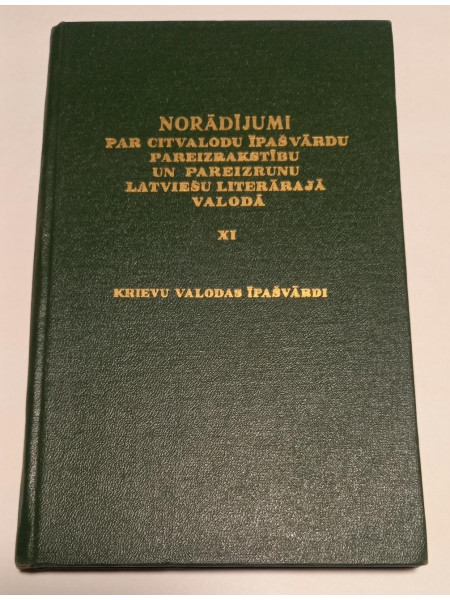 NORĀDĪJUMI
PAR CITVALODU ĪPAŠVĀRDU
PAREIZRAKSTĪBU
UN PAREIZRUNU
LATVIEŠU LITERĀRAJĀ
VALODĀ
XI
KRIEVU VALODAS ĪPAŠVĀRDI